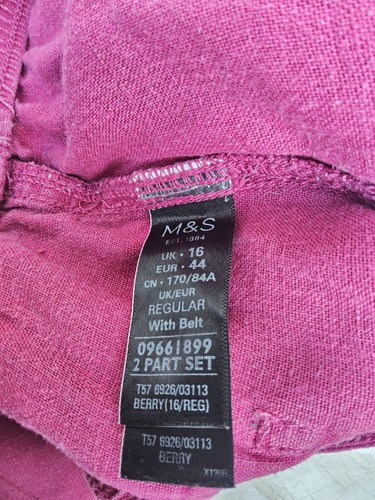 M&S
EST. 1884
UK • 16
EUR • 44
CN • 170/84A
UK/EUR
REGULAR
With Belt
09661899
2 PART SET
T57 6926/03113
BERRY(16/REG)
T57 6926/03113
BERRY